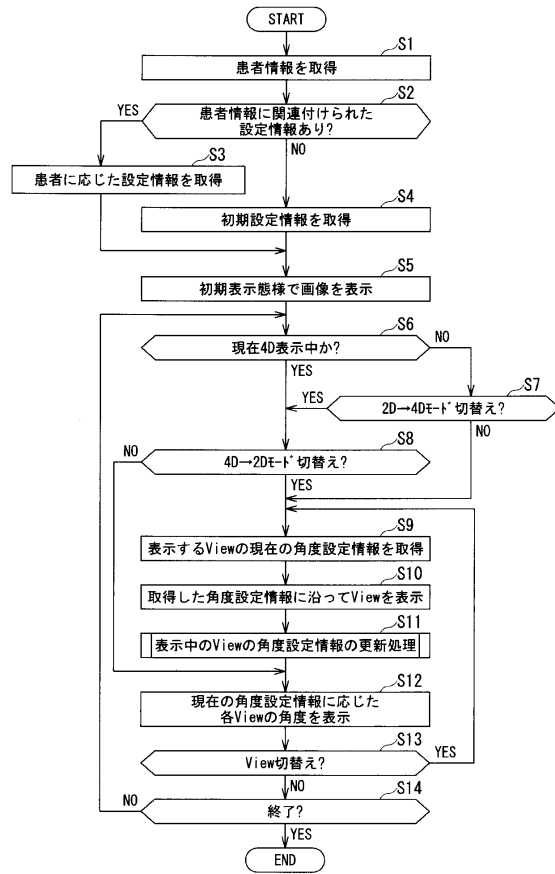 START
S1
患者情報を取得
S2
患者情報に関連付けられた
設定情報あり?
YES
NO
S3
患者に応じた設定情報を取得
S4
初期設定情報を取得
S5
初期表示態様で画像を表示
S6
現在4D表示中か?
NO
YES
S7
2D→4Dモード切替え?
YES
NO
S8
4D→2Dモード切替え?
NO
YES
S9
表示するViewの現在の角度設定情報を取得
S10
取得した角度設定情報に沿ってViewを表示
S11
表示中のViewの角度設定情報の更新処理
S12
現在の角度設定情報に応じた
各Viewの角度を表示
S13
View切替え?
YES
NO
S14
終了?
NO
YES
END